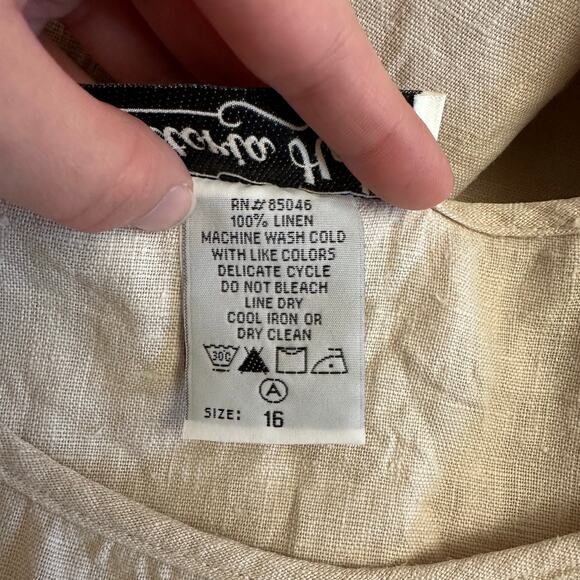 RN#85046
100% LINEN
MACHINE WASH COLD
WITH LIKE COLORS
DELICATE CYCLE
DO NOT BLEACH
LINE DRY
COOL IRON OR
DRY CLEAN
30°C
A
SIZE: 16